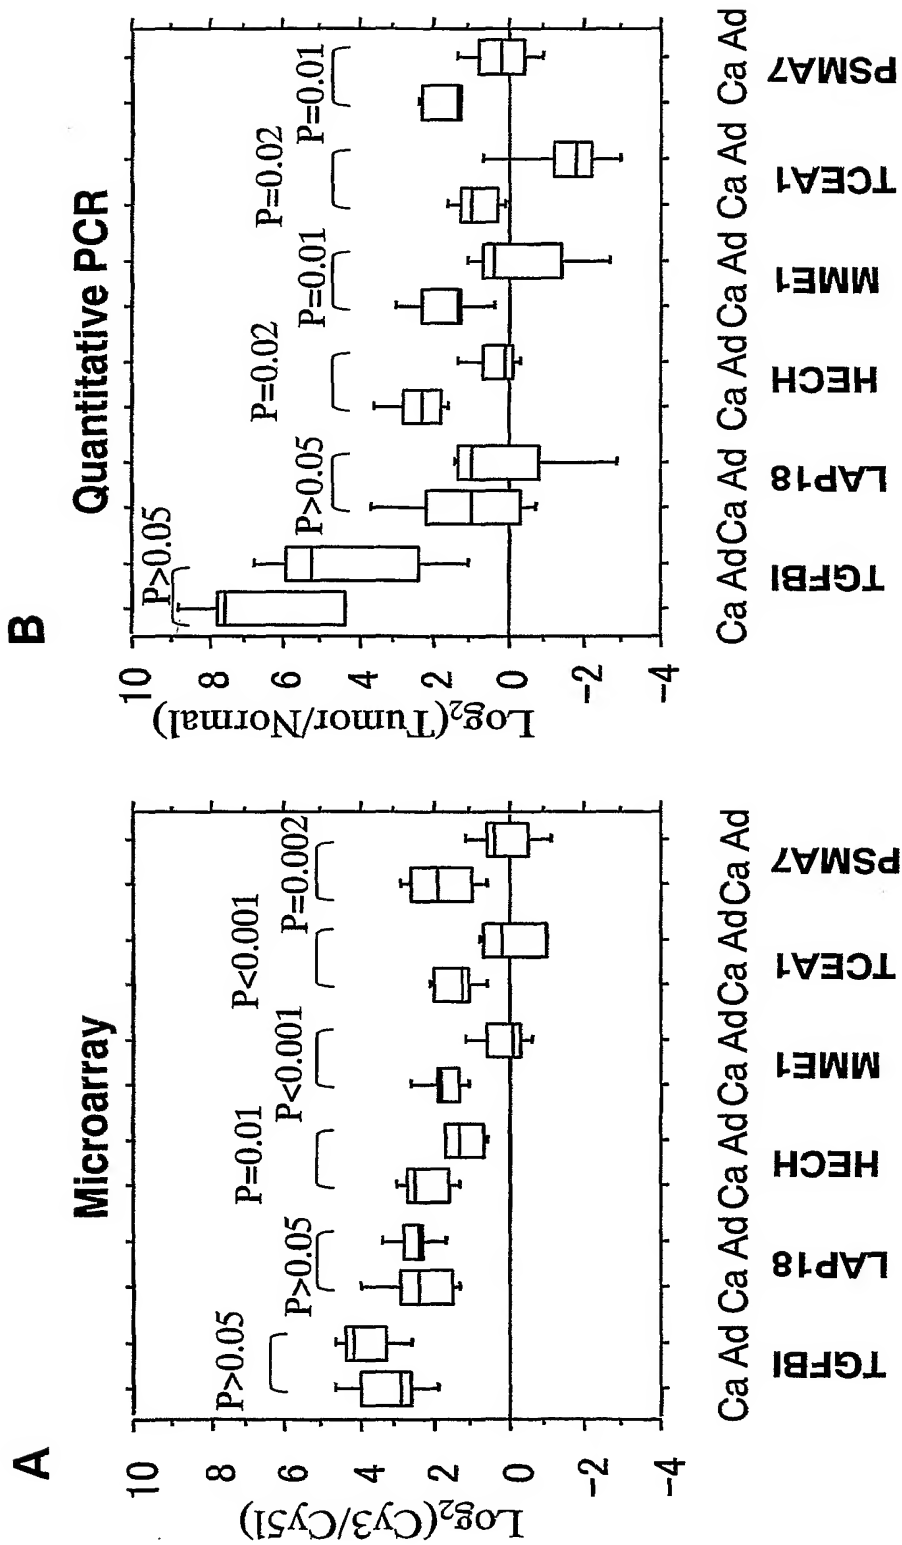 A
Microarray
10
8
6
4
2
0
−2
−4
Log2(Cy3/Cy5l)
P>0.05
P>0.05
P=0.01
P<0.001
P<0.001
P=0.002
Ca Ad Ca Ad Ca Ad Ca Ad Ca Ad Ca Ad
TGFBI
LAP18
HECH
MME1
TCEA1
PSMA7
B
Quantitative PCR
10
8
6
4
2
0
−2
−4
Log2(Tumor/Normal)
P>0.05
P>0.05
P=0.02
P=0.01
P=0.02
P=0.01
Ca Ad Ca Ad Ca Ad Ca Ad Ca Ad Ca Ad
TGFBI
LAP18
HECH
MME1
TCEA1
PSMA7